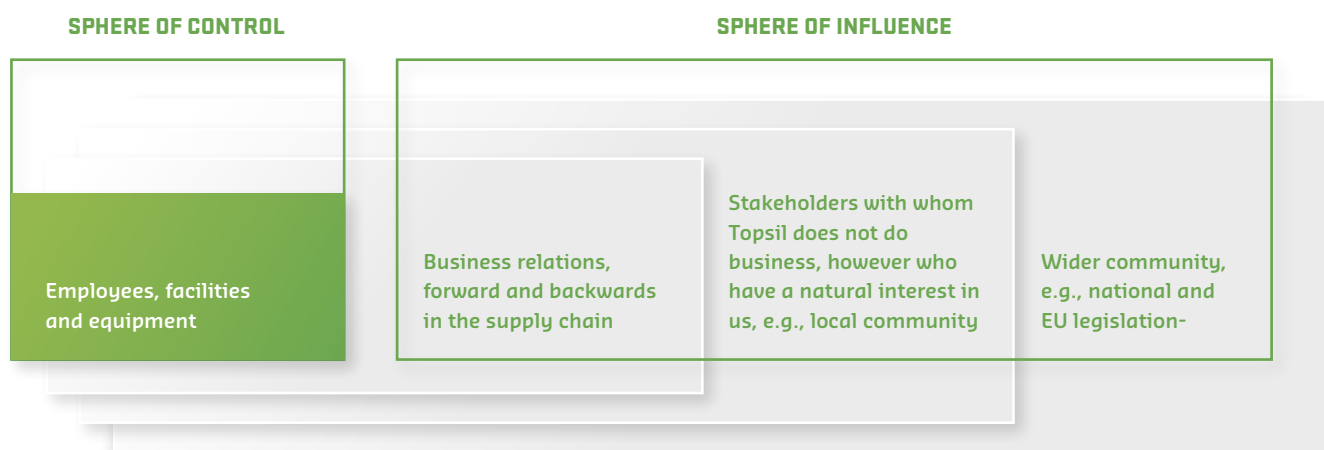 SPHERE OF CONTROL
SPHERE OF INFLUENCE
Employees, facilities
and equipment
Business relations,
forward and backwards
in the supply chain
Stakeholders with whom
Topsil does not do
business, however who
have a natural interest in
us, e.g., local community
Wider community,
e.g., national and
EU legislation-